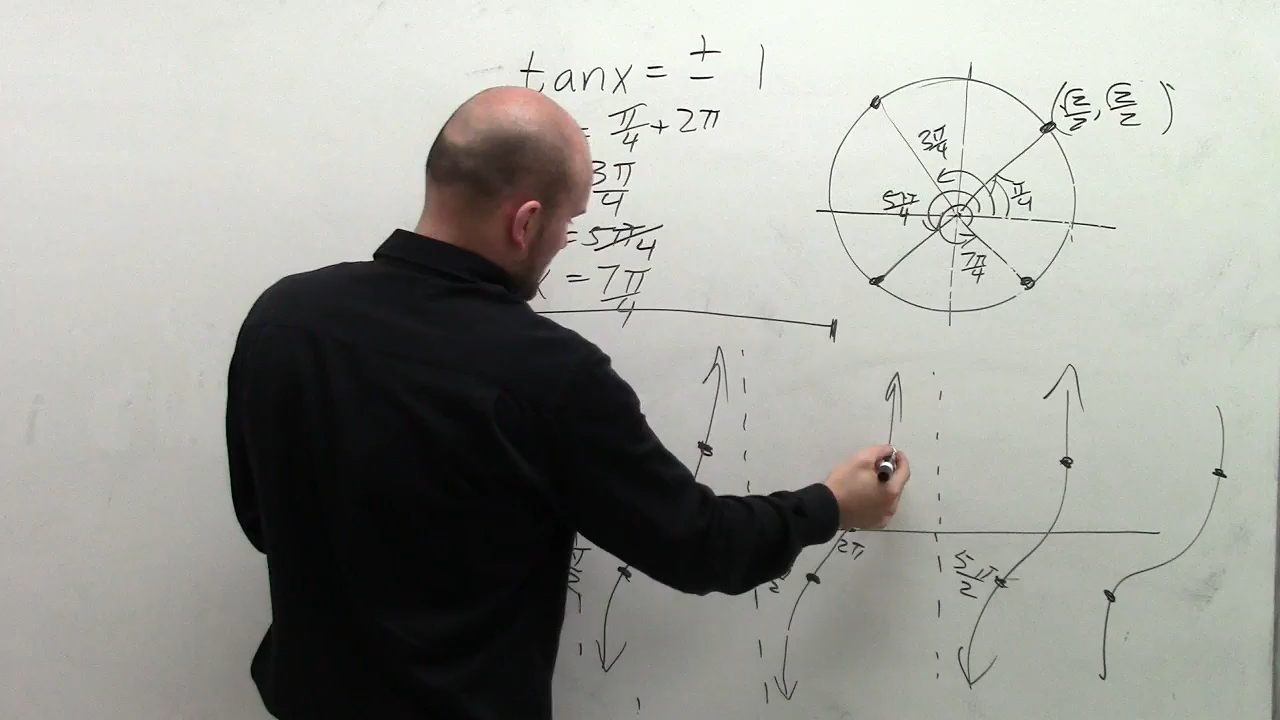 tanx = ± 1
= π/4 + 2π
3π/4
= 5π/4
x = 7π/4
(√2/2, √2/2)
3π/4
π/4
5π/4
7π/4
2π
5π/2